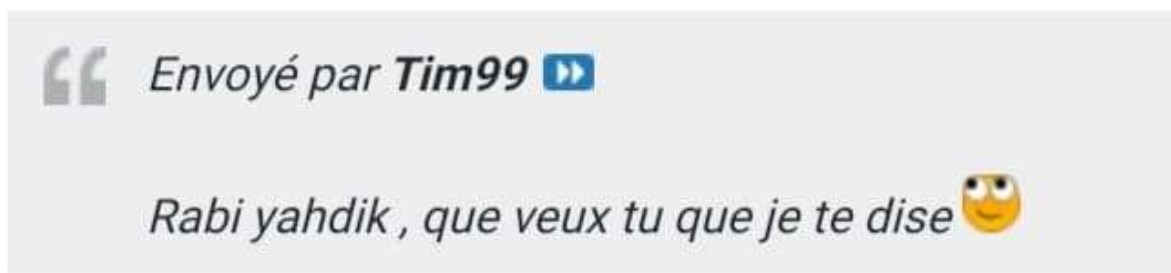 Envoyé par Tim99
Rabi yahdik , que veux tu que je te dise